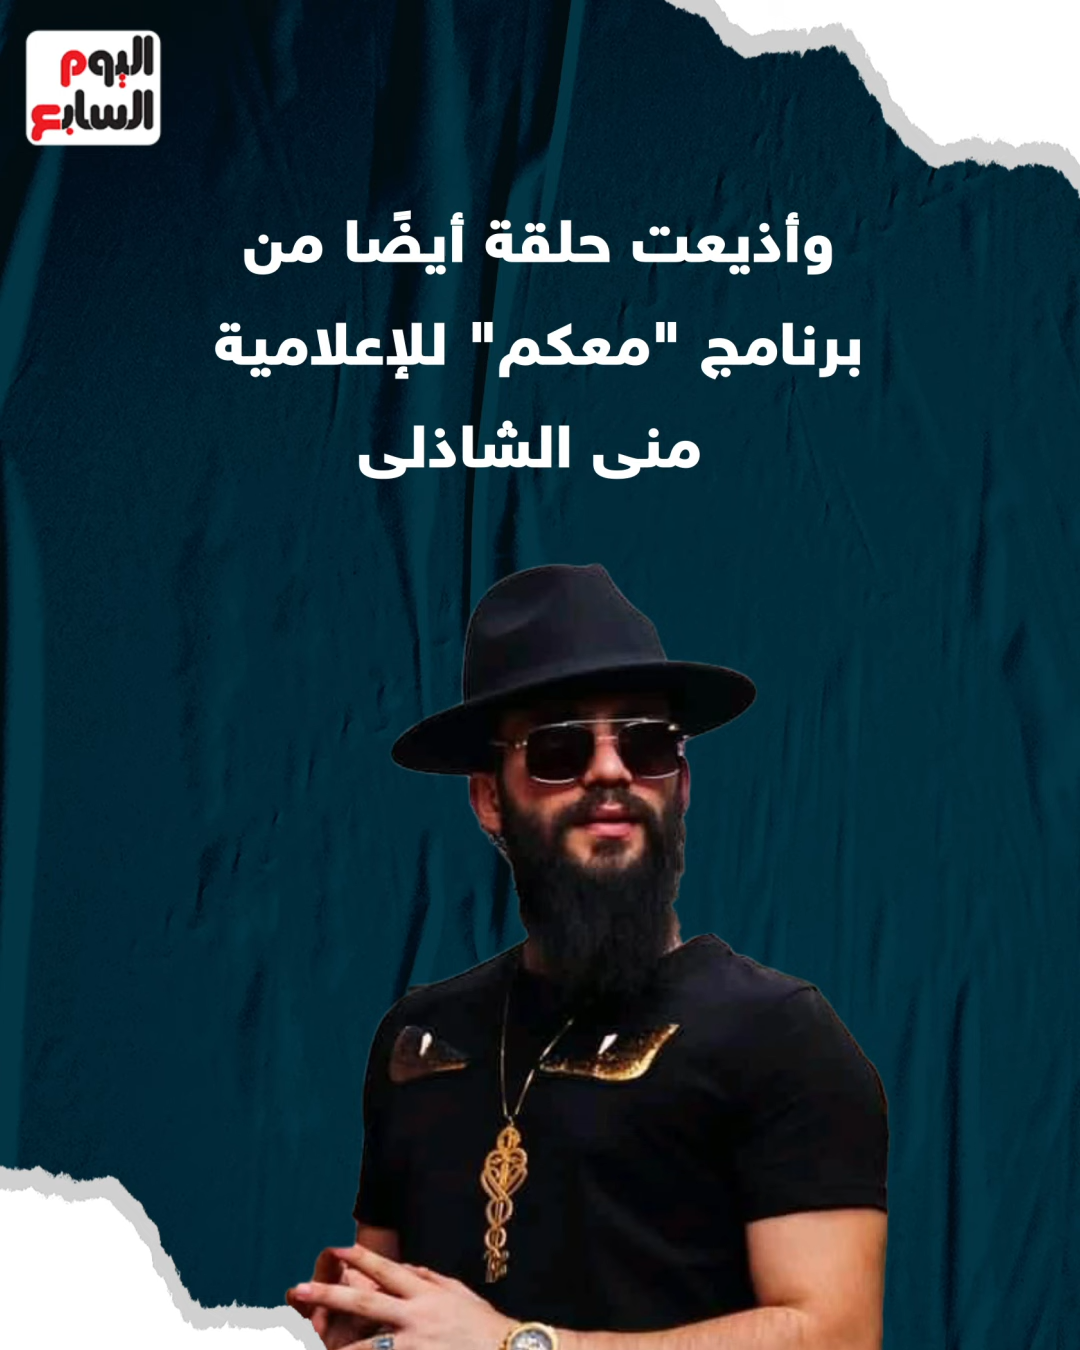 اليوم
السابع
وأذيعت حلقة أيضًا من
برنامج "معكم" للإعلامية
منى الشاذلى